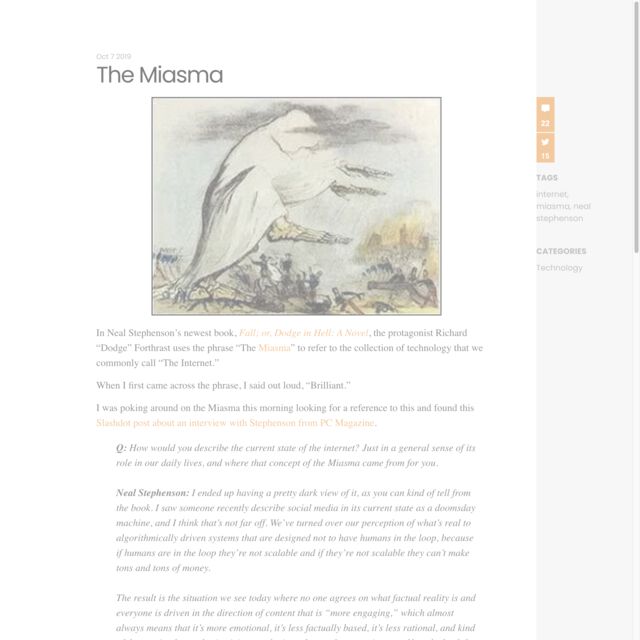 Oct 7 2019
The Miasma
22
15
TAGS
internet,
miasma, neal
stephenson
CATEGORIES
Technology
In Neal Stephenson's newest book, Fall; or, Dodge in Hell: A Novel, the protagonist Richard
“Dodge” Forthrast uses the phrase “The Miasma” to refer to the collection of technology that we
commonly call “The Internet.”
When I first came across the phrase, I said out loud, “Brilliant.”
I was poking around on the Miasma this morning looking for a reference to this and found this
Slashdot post about an interview with Stephenson from PC Magazine.
Q: How would you describe the current state of the internet? Just in a general sense of its
role in our daily lives, and where that concept of the Miasma came from for you.
Neal Stephenson: I ended up having a pretty dark view of it, as you can kind of tell from
the book. I saw someone recently describe social media in its current state as a doomsday
machine, and I think that's not far off. We've turned over our perception of what's real to
algorithmically driven systems that are designed not to have humans in the loop, because
if humans are in the loop they're not scalable and if they're not scalable they can't make
tons and tons of money.
The result is the situation we see today where no one agrees on what factual reality is and
everyone is driven in the direction of content that is “more engaging,” which almost
always means that it's more emotional, it's less factually based, it's less rational, and kind